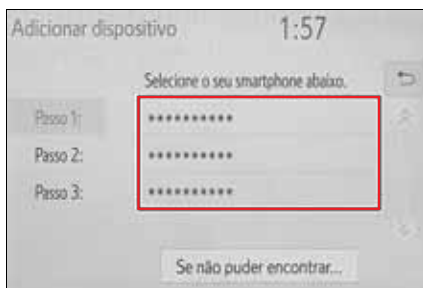 Adicionar dispositivo 1:57
Selecione o seu smartphone abaixo.
Passo 1: **********
Passo 2: **********
Passo 3: **********
Se não puder encontrar...